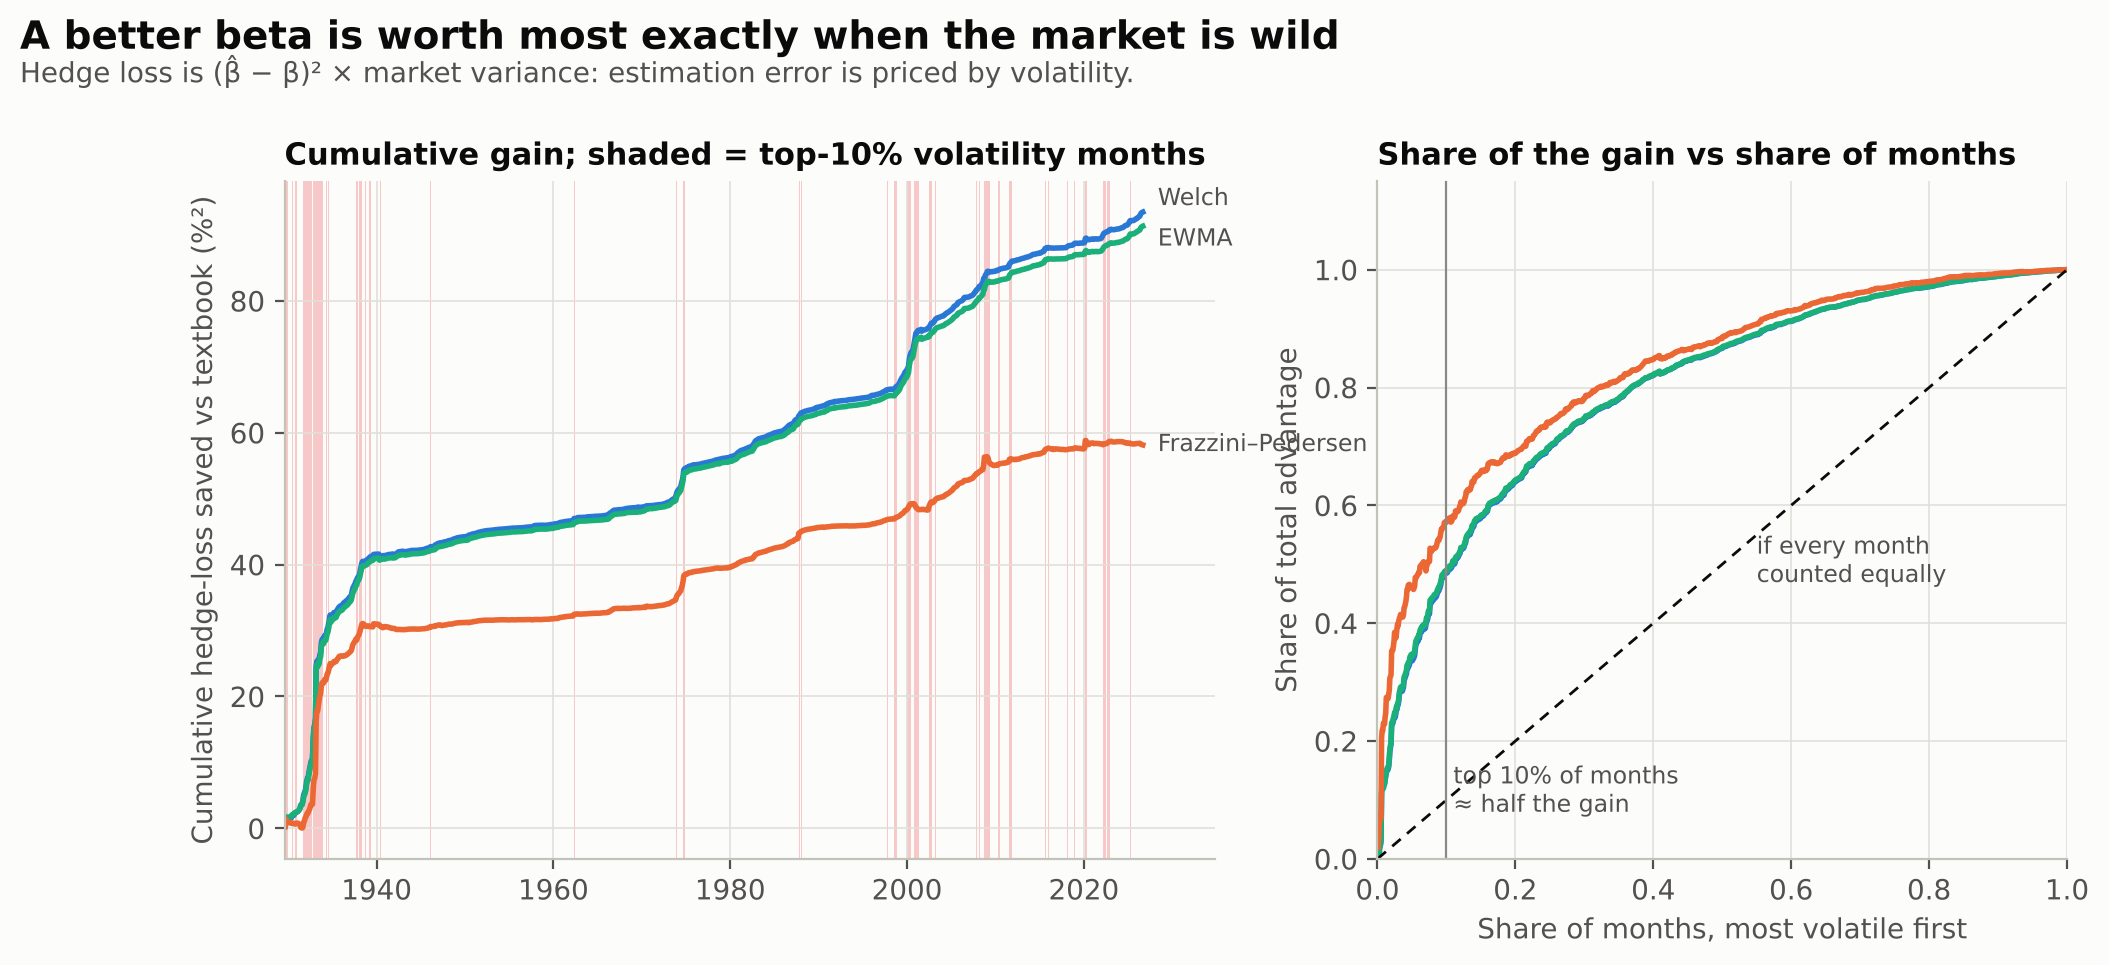 A better beta is worth most exactly when the market is wild
Hedge loss is (β̂ − β)² × market variance: estimation error is priced by volatility.
Cumulative gain; shaded = top-10% volatility months
Cumulative hedge-loss saved vs textbook (%²)
80
60
40
20
0
1940
1960
1980
2000
2020
Welch
EWMA
Frazzini–Pedersen
Share of the gain vs share of months
Share of total advantage
1.0
0.8
0.6
0.4
0.2
0.0
if every month
counted equally
top 10% of months
≈ half the gain
0.0
0.2
0.4
0.6
0.8
1.0
Share of months, most volatile first